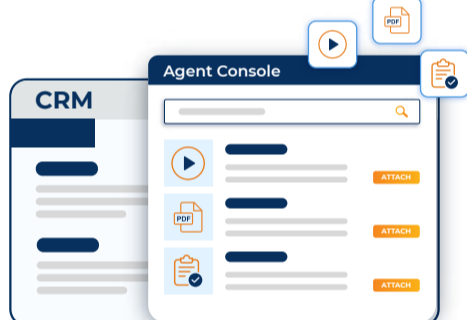 PDF
Agent Console
CRM
ATTACH
PDF
ATTACH
ATTACH